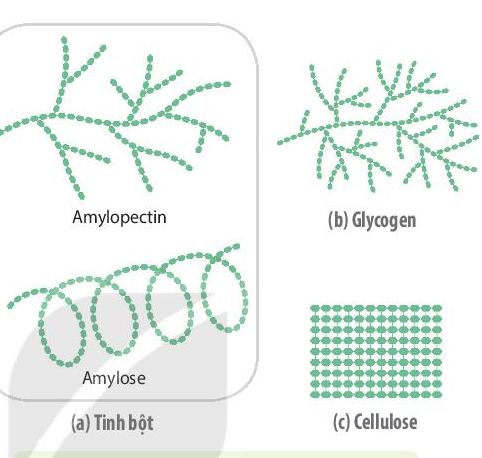 Amylopectin
(b) Glycogen
Amylose
(a) Tinh bột
(c) Cellulose